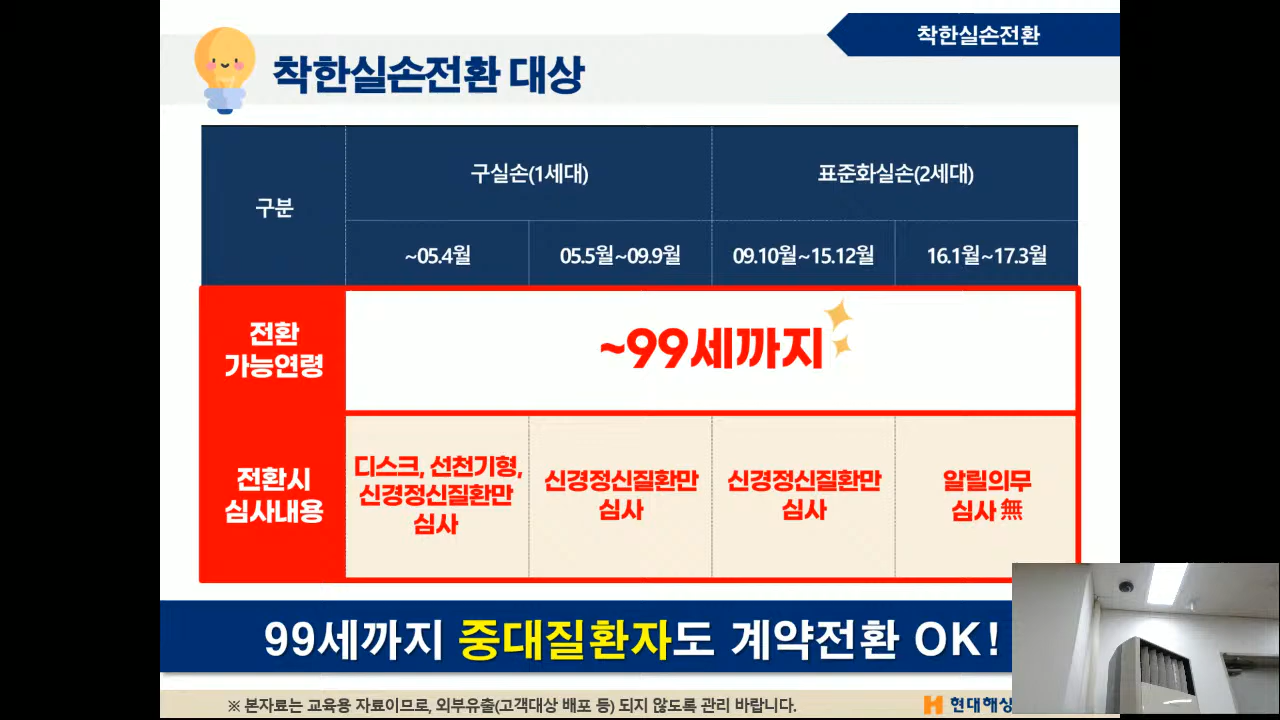 착한실손전환
착한실손전환 대상
구분
구실손(1세대)
표준화실손(2세대)
~05.4월
05.5월~09.9월
09.10월~15.12월
16.1월~17.3월
전환
가능연령
~99세까지
전환시
심사내용
디스크, 선천기형,
신경정신질환만
심사
신경정신질환만
심사
신경정신질환만
심사
알릴의무
심사 無
99세까지 중대질환자도 계약전환 OK!
※ 본자료는 교육용 자료이므로, 외부유출(고객대상 배포 등) 되지 않도록 관리 바랍니다.
현대해상